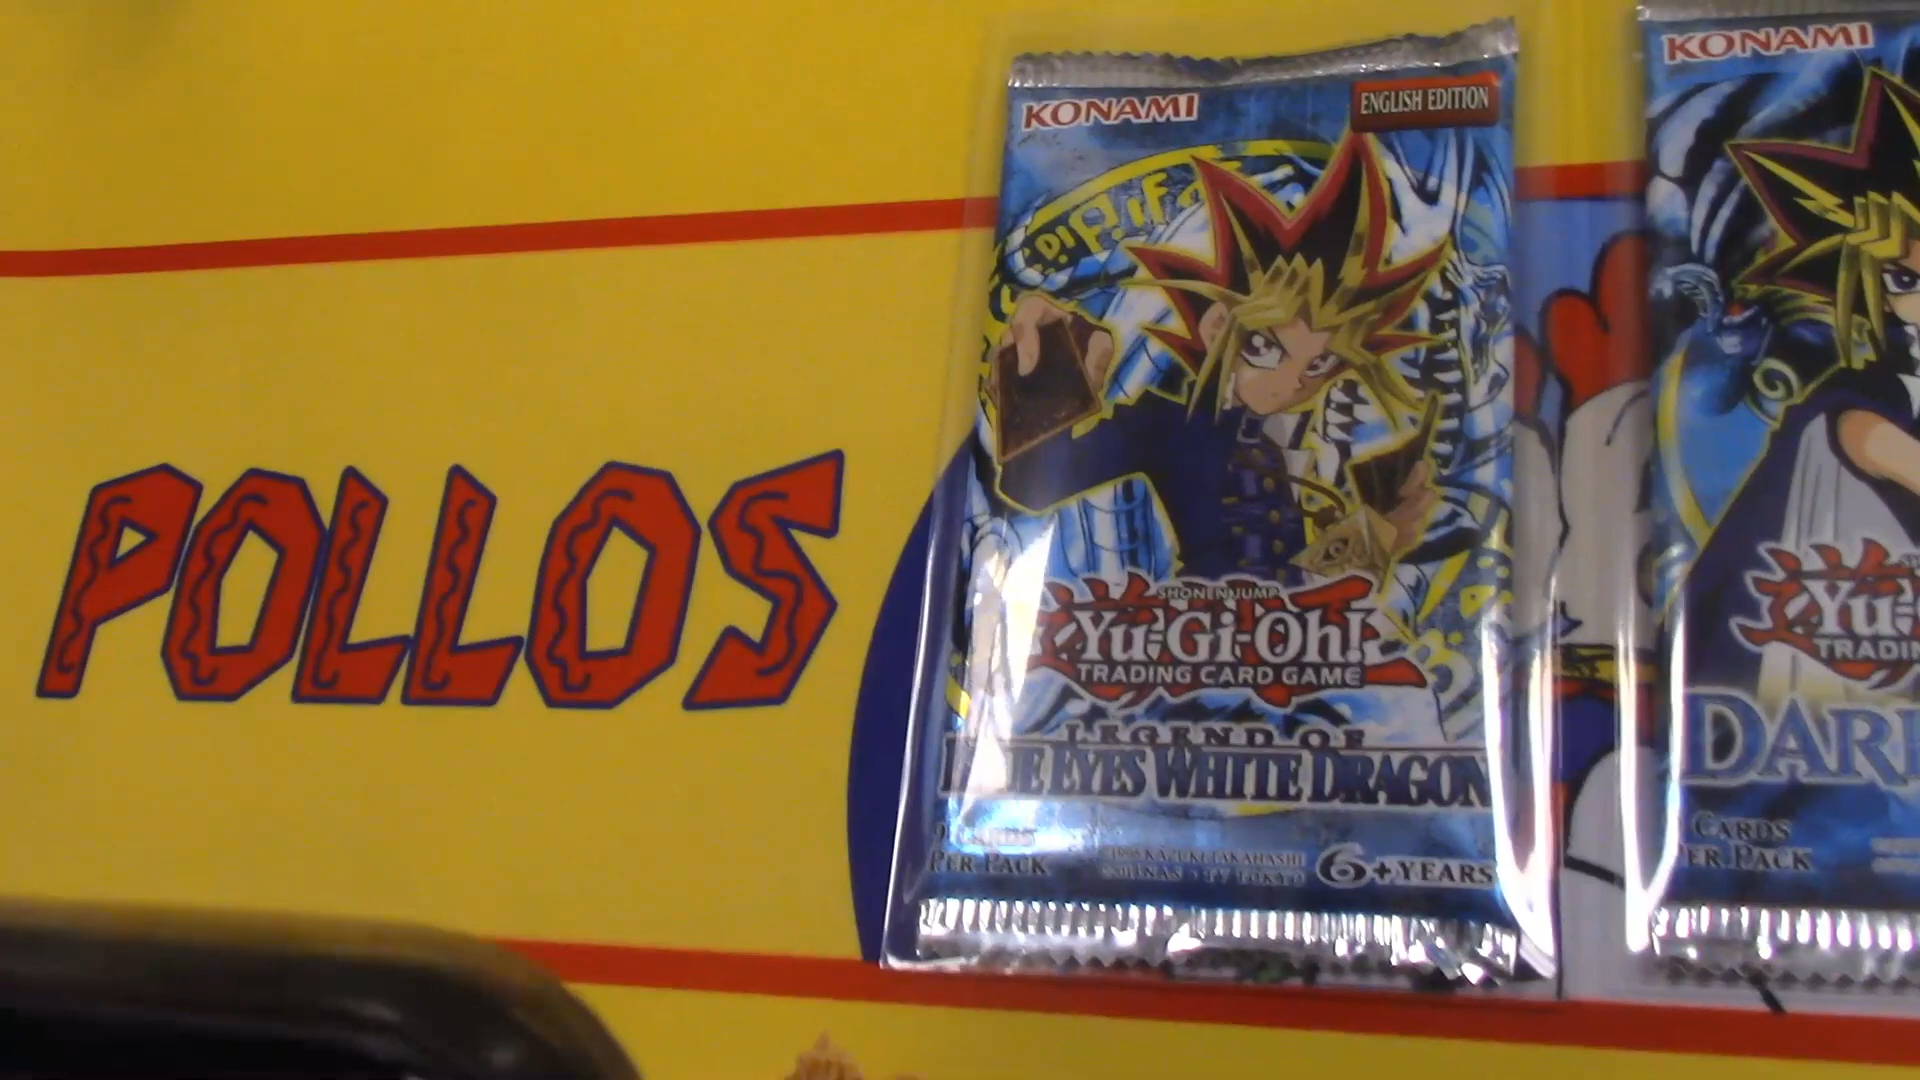 KONAMI
ENGLISH EDITION
POLLOS
SHONEN JUMP
Yu-Gi-Oh!
TRADING CARD GAME
LEGEND OF
BLUE EYES WHITE DRAGON
PER PACK
6+YEARS
KONAMI
Yu-
TRADIN
DAR
CARDS
PER PACK